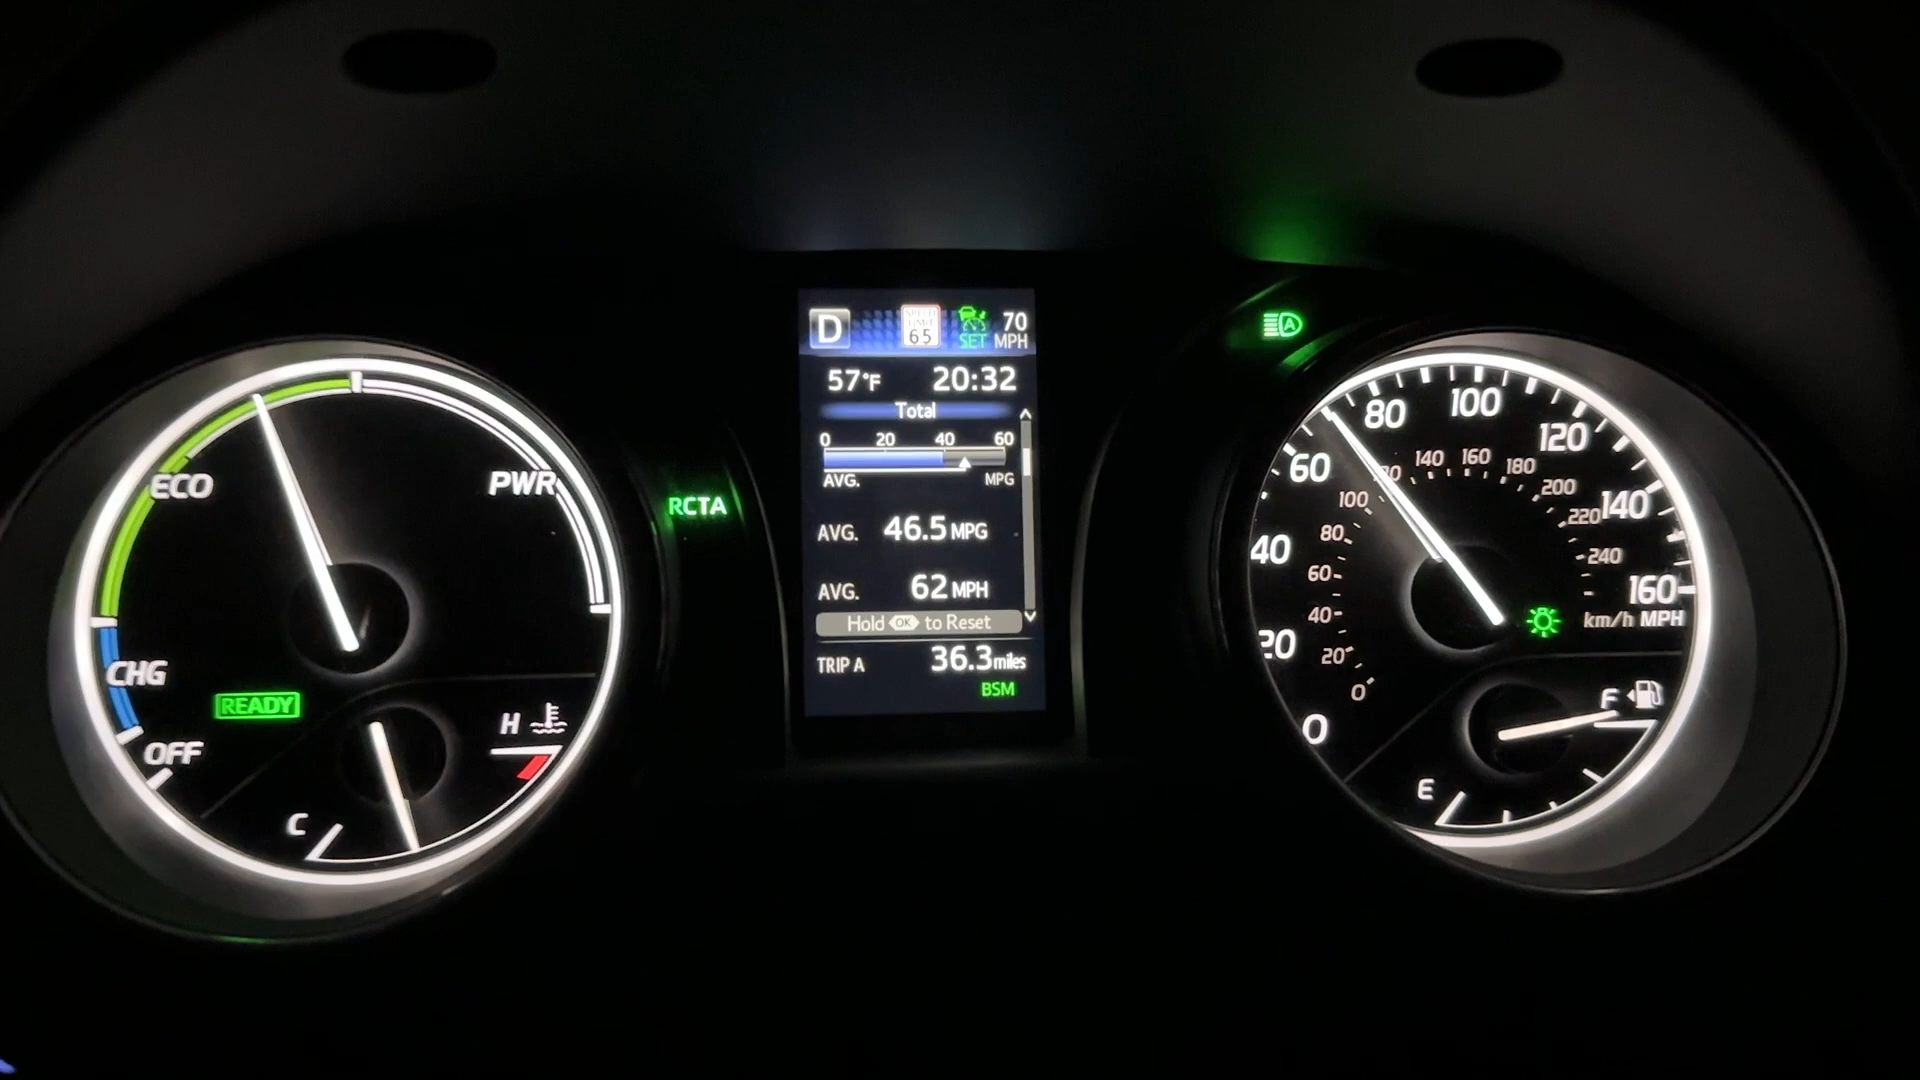 D
SPEED
LIMIT
65
SET
70
MPH
57°F
20:32
Total
0 20 40 60
AVG. MPG
AVG. 46.5 MPG
AVG. 62 MPH
Hold OK to Reset
TRIP A 36.3 miles
BSM
ECO
PWR
CHG
READY
OFF
H
C
RCTA
A
0
20
40
60
80
100
120
140
160
km/h MPH
0
20
40
60
80
100
140
160
180
200
220
240
F
E